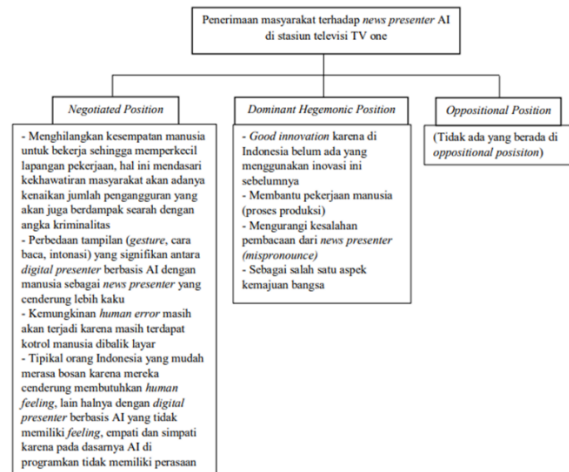 Penerimaan masyarakat terhadap news presenter AI
di stasiun televisi TV one
Negotiated Position
- Menghilangkan kesempatan manusia
untuk bekerja sehingga memperkecil
lapangan pekerjaan, hal ini mendasari
kekhawatiran masyarakat akan adanya
kenaikan jumlah pengangguran yang
akan juga berdampak searah dengan
angka kriminalitas
- Perbedaan tampilan (gesture, cara
baca, intonasi) yang signifikan antara
digital presenter berbasis AI dengan
manusia sebagai news presenter yang
cenderung lebih kaku
- Kemungkinan human error masih
akan terjadi karena masih terdapat
kotrol manusia dibalik layar
- Tipikal orang Indonesia yang mudah
merasa bosan karena mereka
cenderung membutuhkan human
feeling, lain halnya dengan digital
presenter berbasis AI yang tidak
memiliki feeling, empati dan simpati
karena pada dasarnya AI di
programkan tidak memiliki perasaan
Dominant Hegemonic Position
- Good innovation karena di
Indonesia belum ada yang
menggunakan inovasi ini
sebelumnya
- Membantu pekerjaan manusia
(proses produksi)
- Mengurangi kesalahan
pembacaan dari news presenter
(mispronounce)
- Sebagai salah satu aspek
kemajuan bangsa
Oppositional Position
(Tidak ada yang berada di
oppositional posisiton)